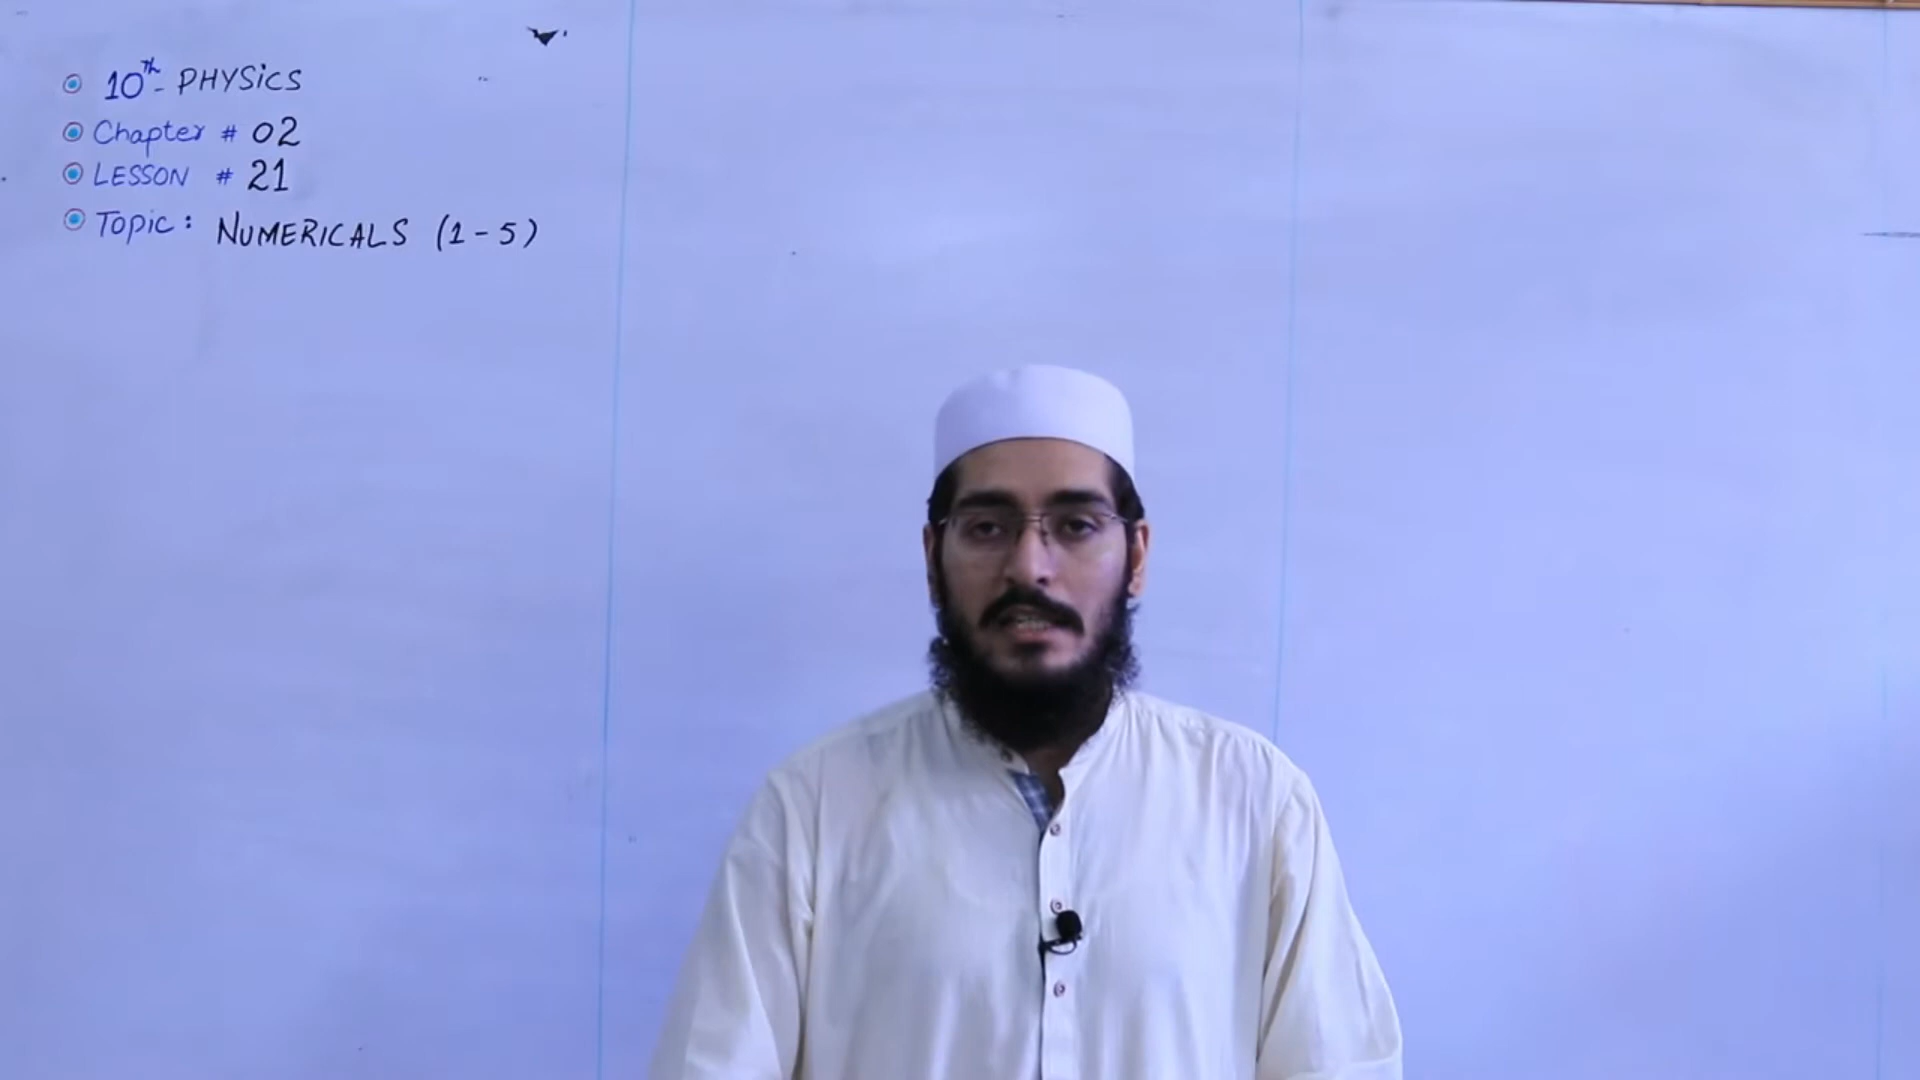 10th - PHYSICS
Chapter # 02
LESSON # 21
Topic: NUMERICALS (1-5)